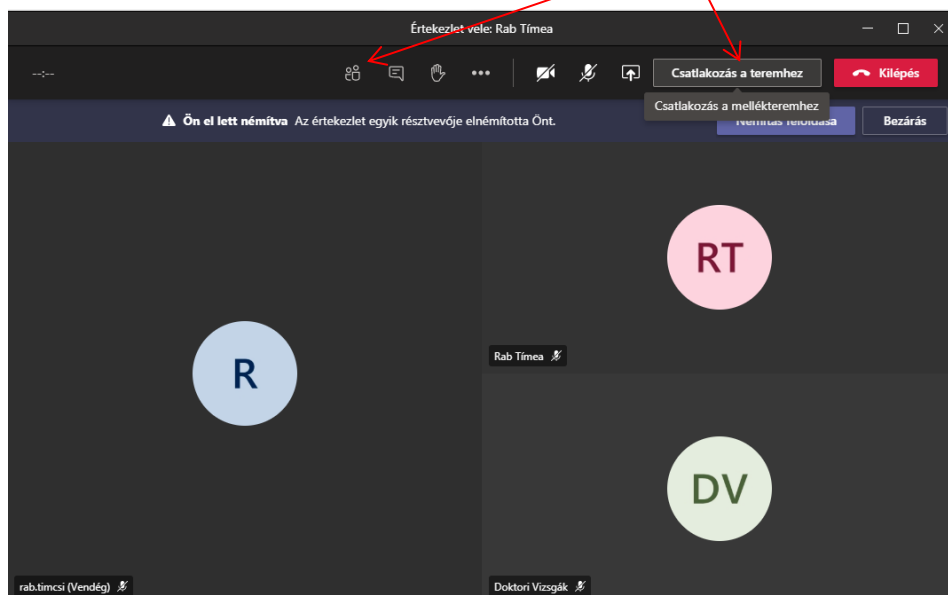 Értekezlet vele: Rab Tímea
--:--
Csatlakozás a teremhez
Kilépés
Csatlakozás a mellékteremhez
Ön el lett némítva Az értekezlet egyik résztvevője elnémította Önt.
Némítás feloldása
Bezárás
R
RT
Rab Tímea
DV
rab.timcsi (Vendég)
Doktori Vizsgák